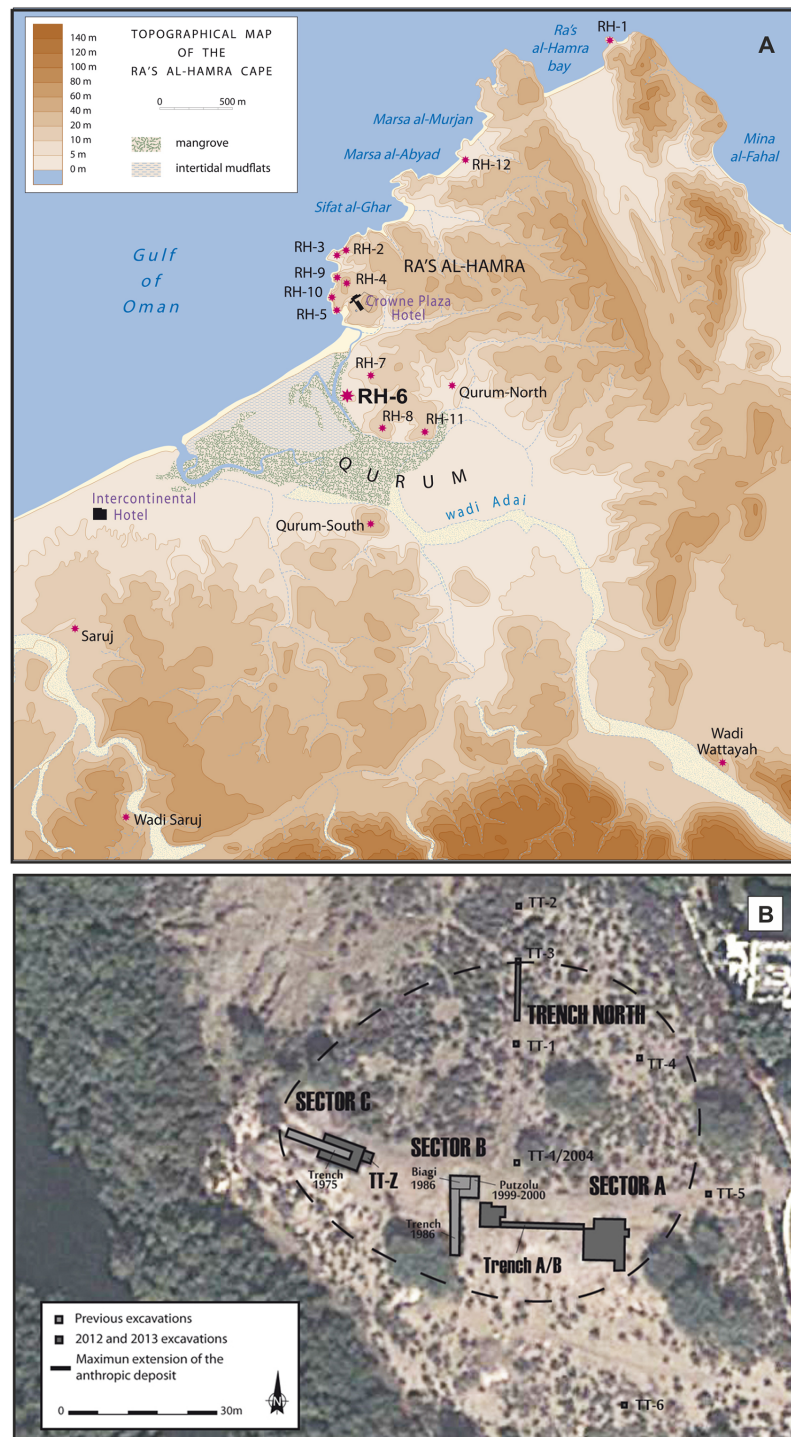 140 m
120 m
100 m
80 m
60 m
40 m
20 m
10 m
5 m
0 m
TOPOGRAPHICAL MAP
OF THE
RA'S AL-HAMRA CAPE
0 500 m
mangrove
intertidal mudflats
A
RH-1
Ra's
al-Hamra
bay
Marsa al-Murjan
Mina
al-Fahal
Marsa al-Abyad
RH-12
Sifat al-Ghar
Gulf
of
Oman
RH-3
RH-2
RA'S AL-HAMRA
RH-9
RH-4
RH-10
Crowne Plaza
Hotel
RH-5
RH-7
Qurum-North
RH-6
RH-8
RH-11
QURUM
Intercontinental
Hotel
wadi Adai
Qurum-South
Saruj
Wadi
Wattayah
Wadi Saruj
B
TT-2
TT-3
TRENCH NORTH
TT-1
TT-4
SECTOR C
SECTOR B
TT-4/2004
Trench
1975
TT-Z
Biagi
1986
Putzolu
1999-2000
SECTOR A
TT-5
Trench
1986
Trench A/B
Previous excavations
2012 and 2013 excavations
Maximun extension of the
anthropic deposit
N
0 30m
TT-6